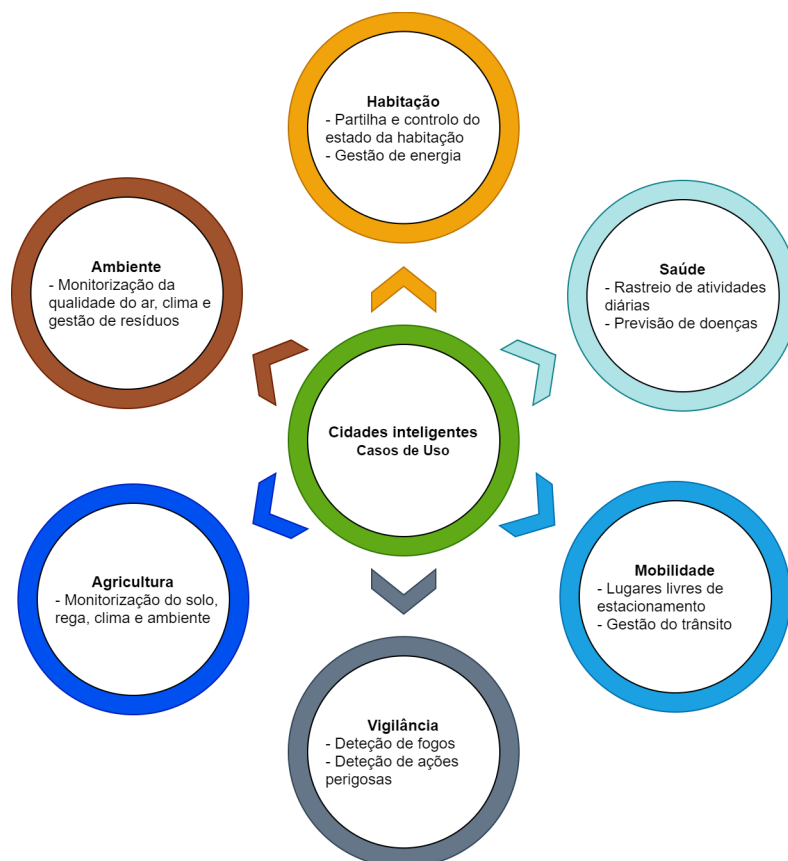 Habitação
- Partilha e controlo do
estado da habitação
- Gestão de energia
Ambiente
- Monitorização da
qualidade do ar, clima e
gestão de resíduos
Saúde
- Rastreio de atividades
diárias
- Previsão de doenças
Cidades inteligentes
Casos de Uso
Agricultura
- Monitorização do solo,
rega, clima e ambiente
Mobilidade
- Lugares livres de
estacionamento
- Gestão do trânsito
Vigilância
- Deteção de fogos
- Deteção de ações
perigosas